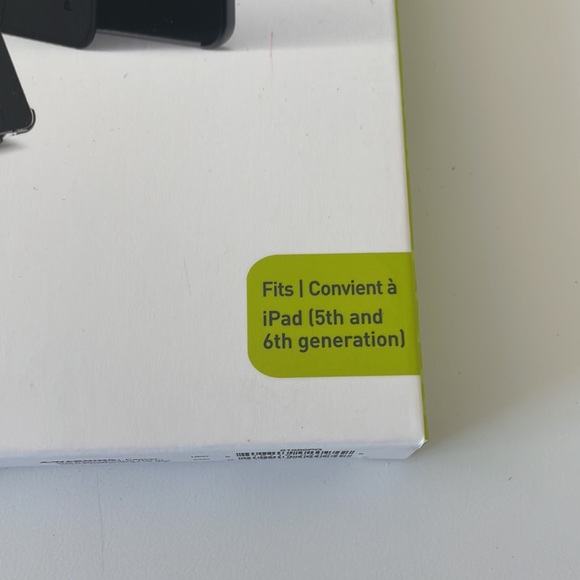 Fits | Convient à
iPad (5th and
6th generation)